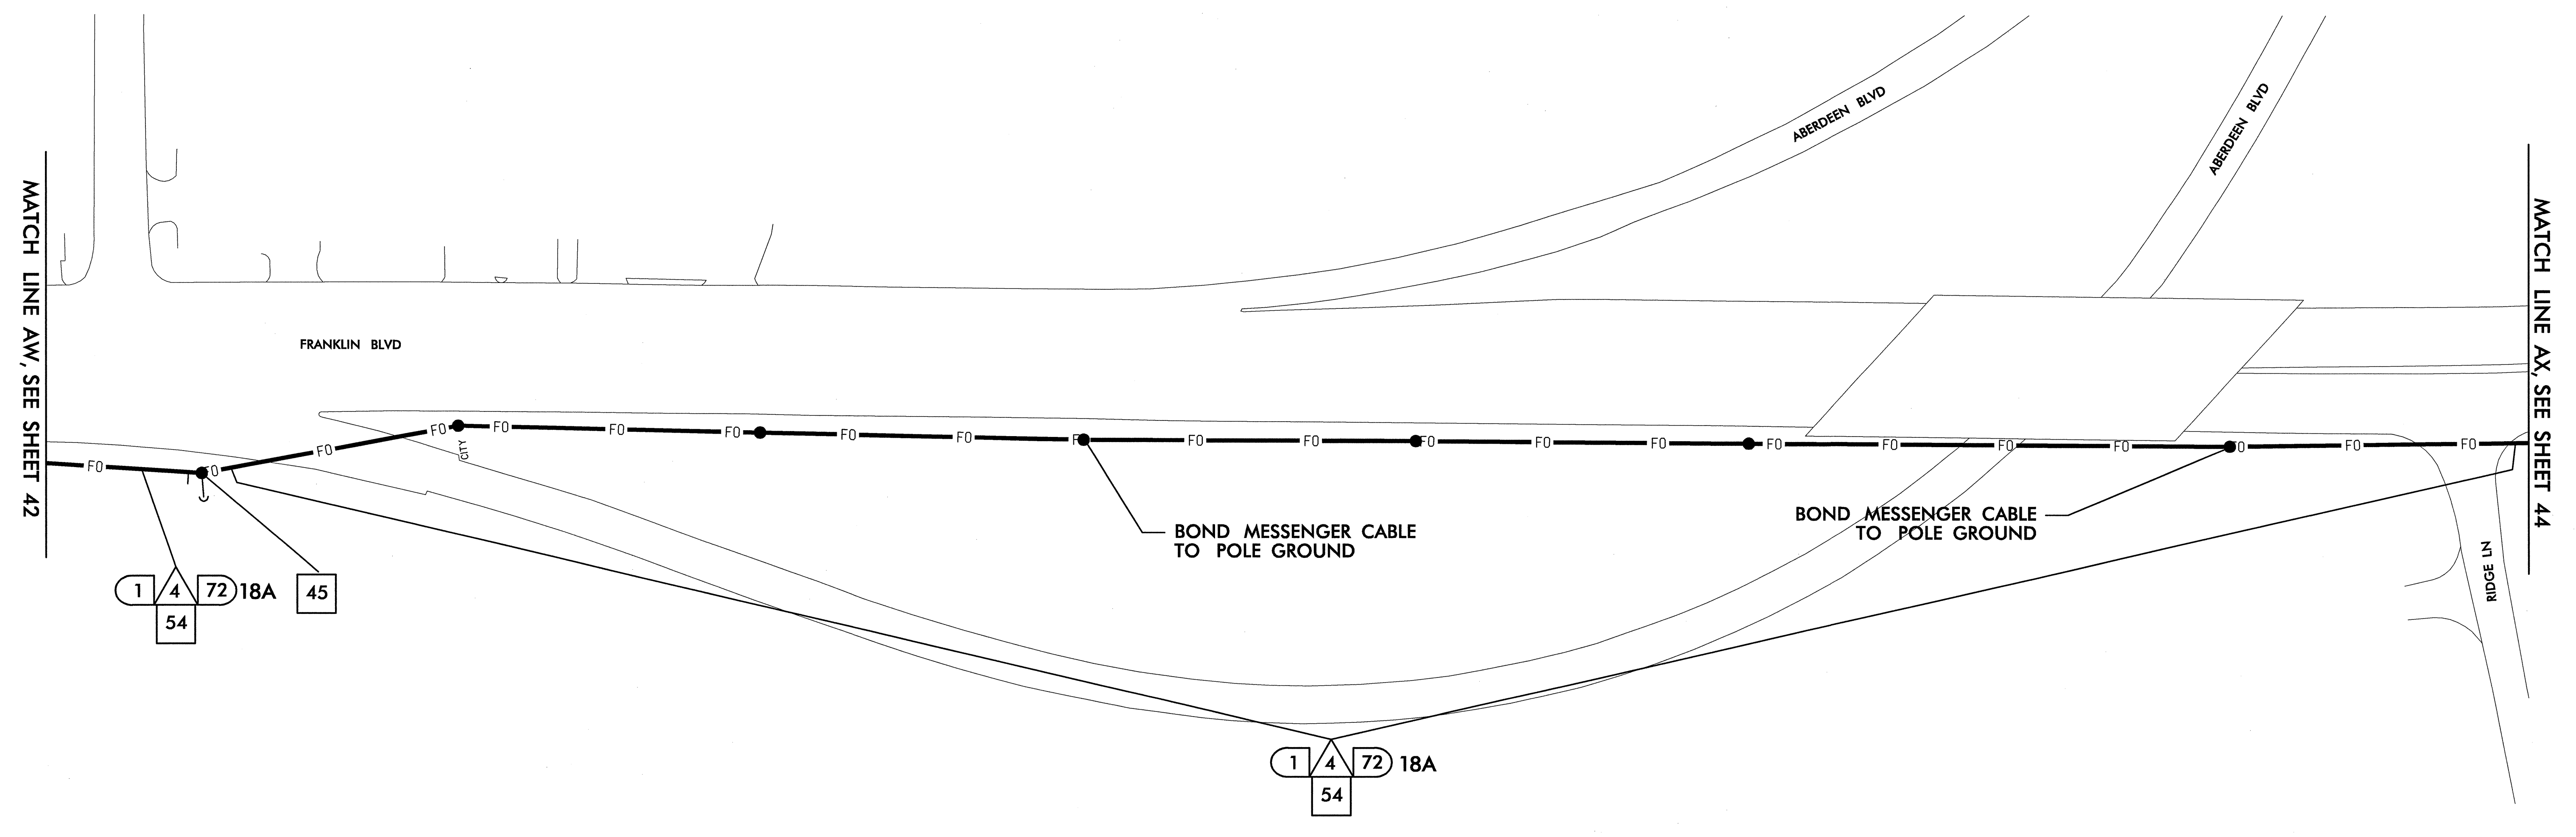 ABERDEEN BLVD
ABERDEEN BLVD
MATCH LINE AW, SEE SHEET 42
MATCH LINE AX, SEE SHEET 44
FRANKLIN BLVD
FO FO FO FO FO FO FO FO FO FO FO FO FO FO FO FO FO FO FO FO FO
CITY
BOND MESSENGER CABLE
TO POLE GROUND
BOND MESSENGER CABLE
TO POLE GROUND
RIDGE LN
1 4 72 18A
54
45
1 4 72 18A
54